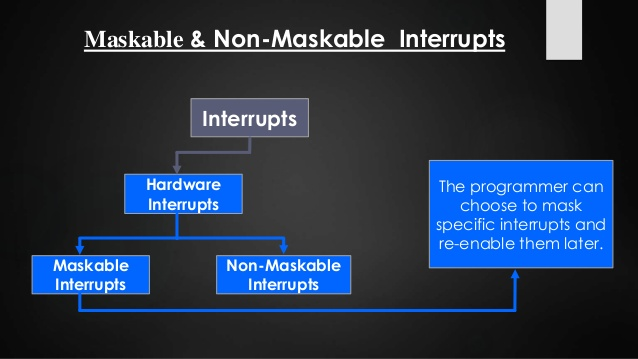 Maskable & Non-Maskable Interrupts
Interrupts
Hardware
Interrupts
Maskable
Interrupts
Non-Maskable
Interrupts
The programmer can
choose to mask
specific interrupts and
re-enable them later.